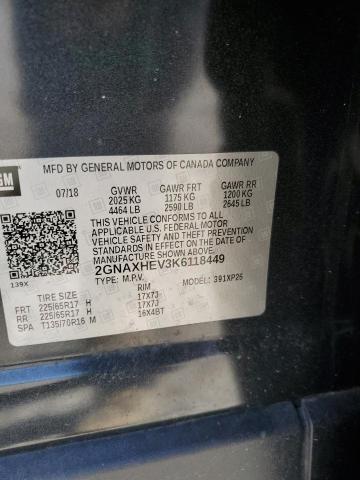 GM
MFD BY GENERAL MOTORS OF CANADA COMPANY
07/18 GVWR GAWR FRT GAWR RR
2025 KG 1175 KG 1200 KG
4464 LB 2590 LB 2645 LB
THIS VEHICLE CONFORMS TO ALL APPLICABLE U.S. FEDERAL MOTOR
VEHICLE SAFETY, BUMPER, AND THEFT PREVENTION
STANDARDS IN EFFECT ON THE DATE OF
MANUFACTURE SHOWN ABOVE.
2GNAXHEV3K6118449
139X TYPE: M.P.V. MODEL: 391XP26
TIRE SIZE RIM
FRT 225/65R17 H 17X7J
RR 225/65R17 H 17X7J
SPA T135/70R16 M 16X4BT